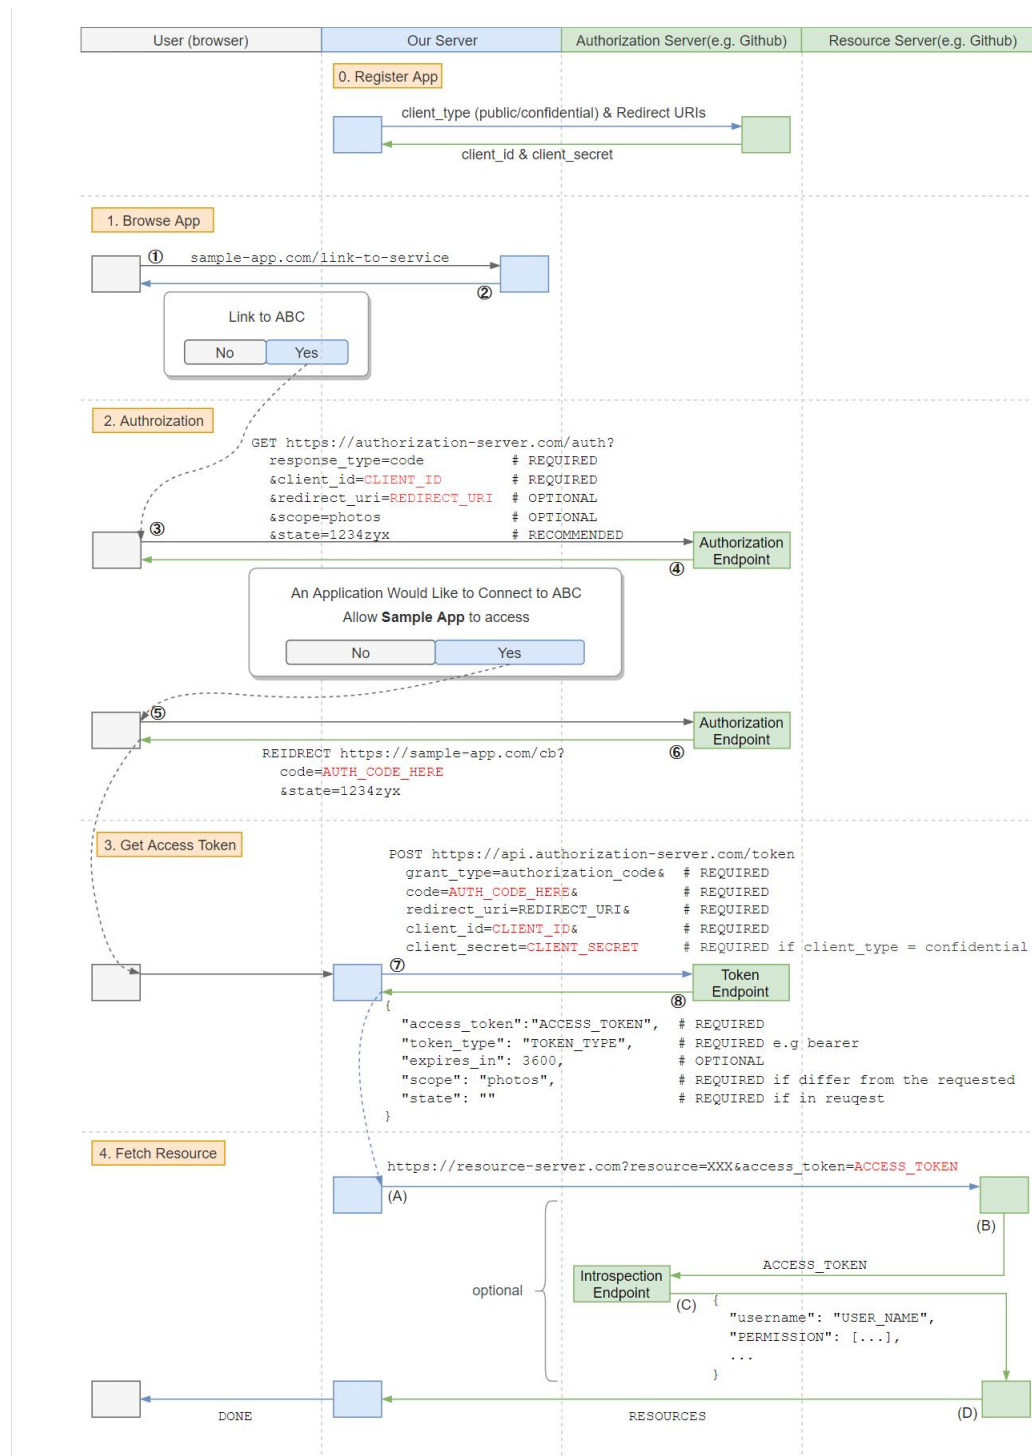 User (browser)
Our Server
Authorization Server(e.g. Github)
Resource Server(e.g. Github)
0. Register App
client_type (public/confidential) & Redirect URIs
client_id & client_secret
1. Browse App
①
sample-app.com/link-to-service
②
Link to ABC
No
Yes
2. Authroization
GET https://authorization-server.com/auth?
response_type=code # REQUIRED
&client_id=CLIENT_ID # REQUIRED
&redirect_uri=REDIRECT_URI # OPTIONAL
&scope=photos # OPTIONAL
&state=1234zyx # RECOMMENDED
③
Authorization
Endpoint
④
An Application Would Like to Connect to ABC
Allow Sample App to access
No
Yes
⑤
Authorization
Endpoint
⑥
REIDRECT https://sample-app.com/cb?
code=AUTH_CODE_HERE
&state=1234zyx
3. Get Access Token
POST https://api.authorization-server.com/token
grant_type=authorization_code& # REQUIRED
code=AUTH_CODE_HERE& # REQUIRED
redirect_uri=REDIRECT_URI& # REQUIRED
client_id=CLIENT_ID& # REQUIRED
client_secret=CLIENT_SECRET # REQUIRED if client_type = confidential
⑦
Token
Endpoint
⑧
{
"access_token":"ACCESS_TOKEN", # REQUIRED
"token_type": "TOKEN_TYPE", # REQUIRED e.g bearer
"expires_in": 3600, # OPTIONAL
"scope": "photos", # REQUIRED if differ from the requested
"state": "" # REQUIRED if in reuqest
}
4. Fetch Resource
https://resource-server.com?resource=XXX&access_token=ACCESS_TOKEN
(A)
(B)
ACCESS_TOKEN
optional
Introspection
Endpoint
(C)
{
"username": "USER_NAME",
"PERMISSION": [...],
...
}
DONE
RESOURCES
(D)